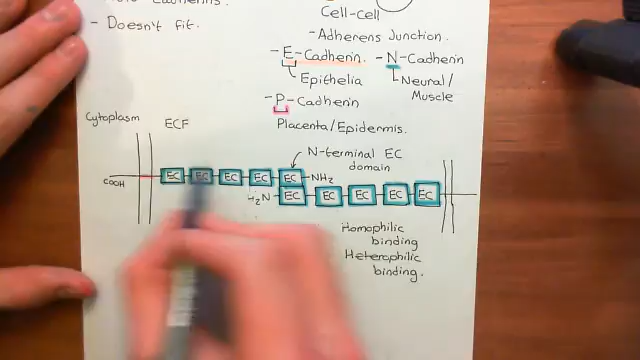 - Doesn't fit.
Cell-cell
- Adherens Junction.
- E-Cadherin.
Epithelia
- N-Cadherin
Neural/
Muscle
- P-Cadherin
Placenta/Epidermis.
Cytoplasm
ECF
N-terminal EC
domain
COOH
EC EC EC EC EC NH2
H2N EC EC EC EC EC
Homophilic
binding
Heterophilic
binding.